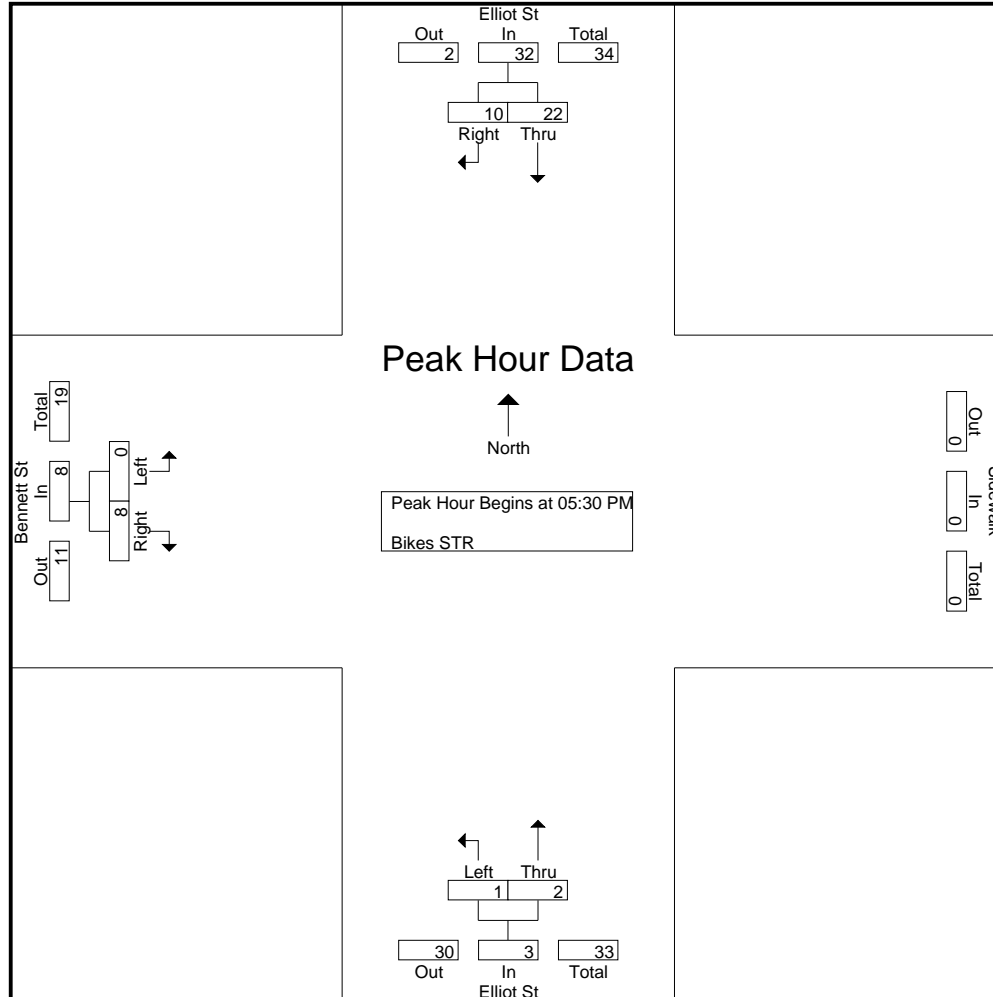 Elliot St
Out In Total
2 32 34
10 22
Right Thru
Peak Hour Data
North
Peak Hour Begins at 05:30 PM
Bikes STR
Bennett St
Total In Out
19 8 11
0 8
Left Right
Out In Total
0 0 0
Left Thru
1 2
30 3 33
Out In Total
Elliot St